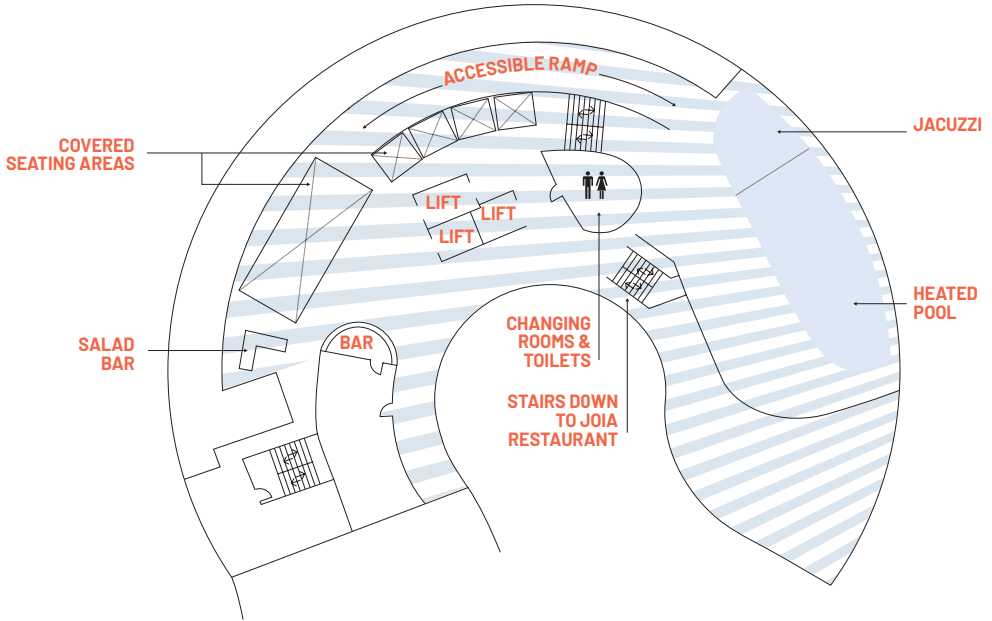 ACCESSIBLE RAMP
JACUZZI
COVERED
SEATING AREAS
LIFT
LIFT
LIFT
HEATED
POOL
SALAD
BAR
BAR
CHANGING
ROOMS &
TOILETS
STAIRS DOWN
TO JOIA
RESTAURANT